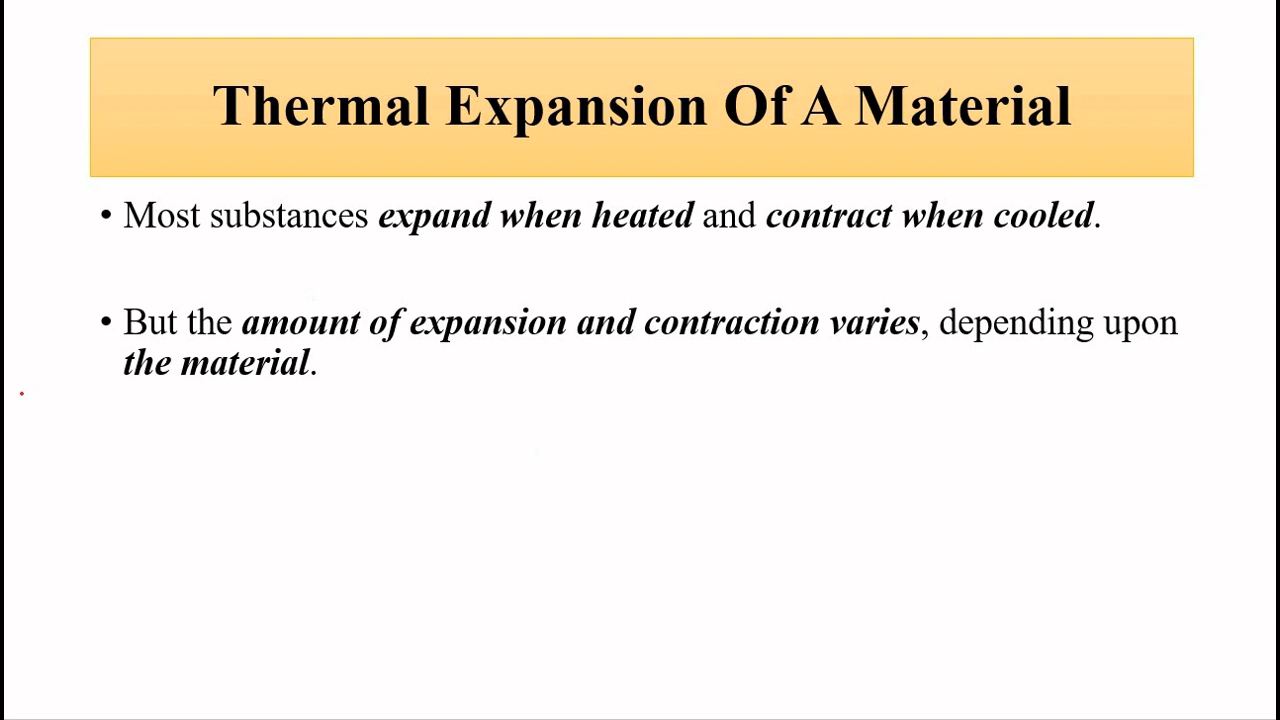 Thermal Expansion Of A Material
• Most substances expand when heated and contract when cooled.
• But the amount of expansion and contraction varies, depending upon
the material.